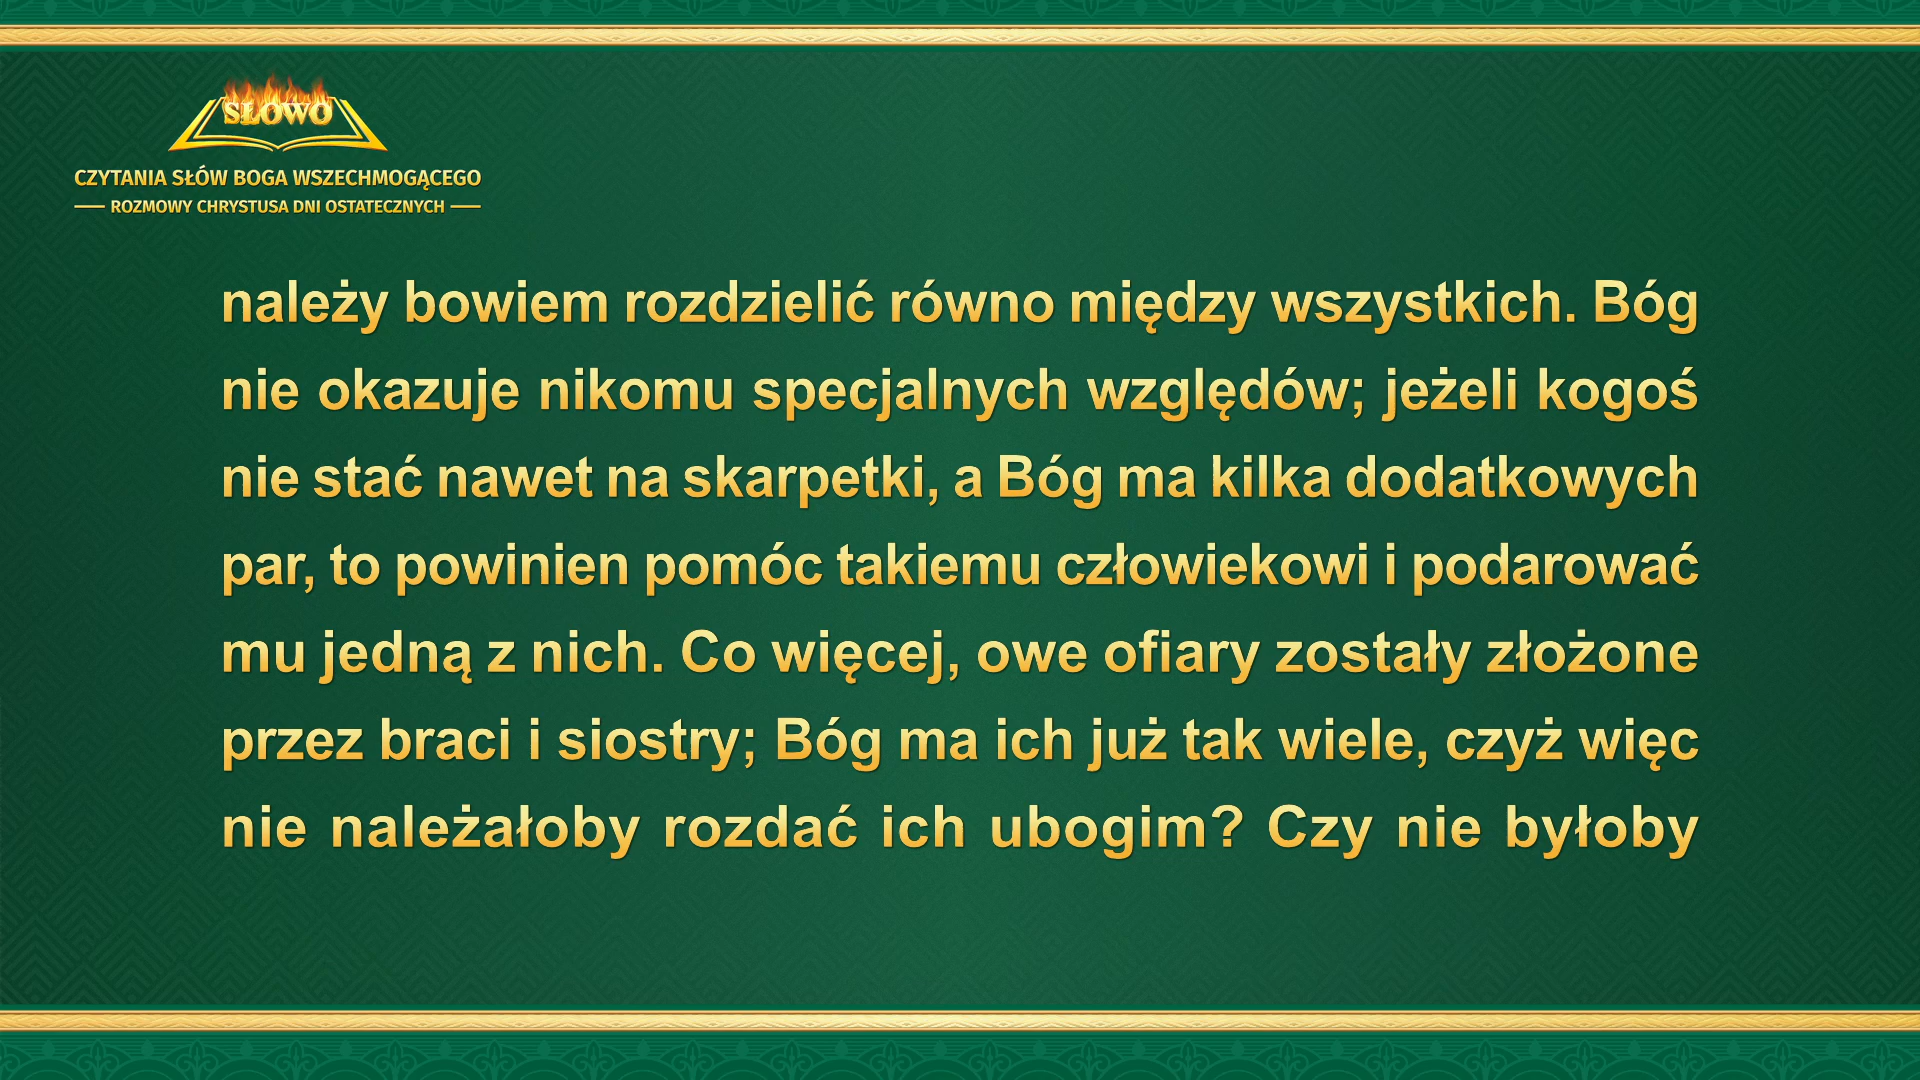 SŁOWO
CZYTANIA SŁÓW BOGA WSZECHMOGĄCEGO
ROZMOWY CHRYSTUSA DNI OSTATECZNYCH
należy bowiem rozdzielić równo między wszystkich. Bóg
nie okazuje nikomu specjalnych względów; jeżeli kogoś
nie stać nawet na skarpetki, a Bóg ma kilka dodatkowych
par, to powinien pomóc takiemu człowiekowi i podarować
mu jedną z nich. Co więcej, owe ofiary zostały złożone
przez braci i siostry; Bóg ma ich już tak wiele, czyż więc
nie należałoby rozdać ich ubogim? Czy nie byłoby